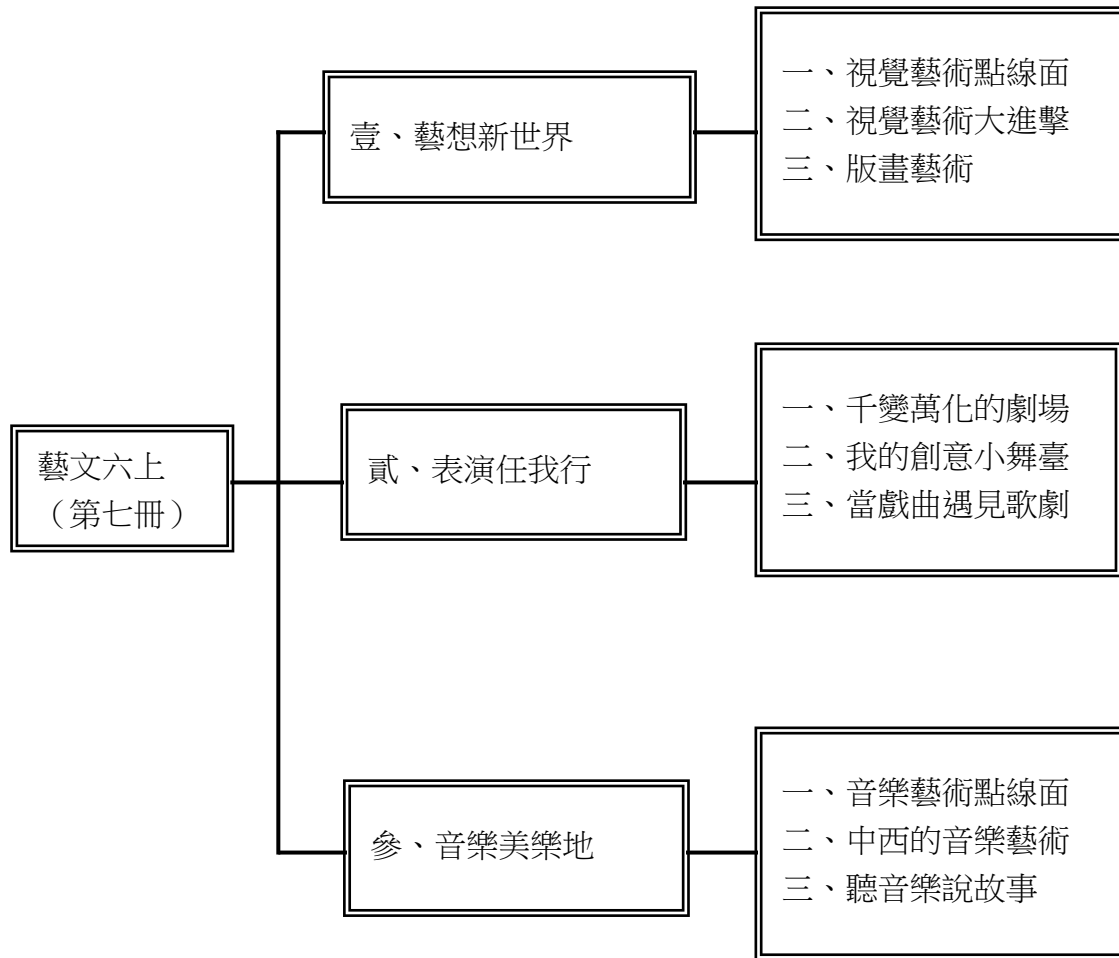 藝文六上
（第七冊）
壹、藝想新世界
一、視覺藝術點線面
二、視覺藝術大進擊
三、版畫藝術
貳、表演任我行
一、千變萬化的劇場
二、我的創意小舞臺
三、當戲曲遇見歌劇
參、音樂美樂地
一、音樂藝術點線面
二、中西的音樂藝術
三、聽音樂說故事